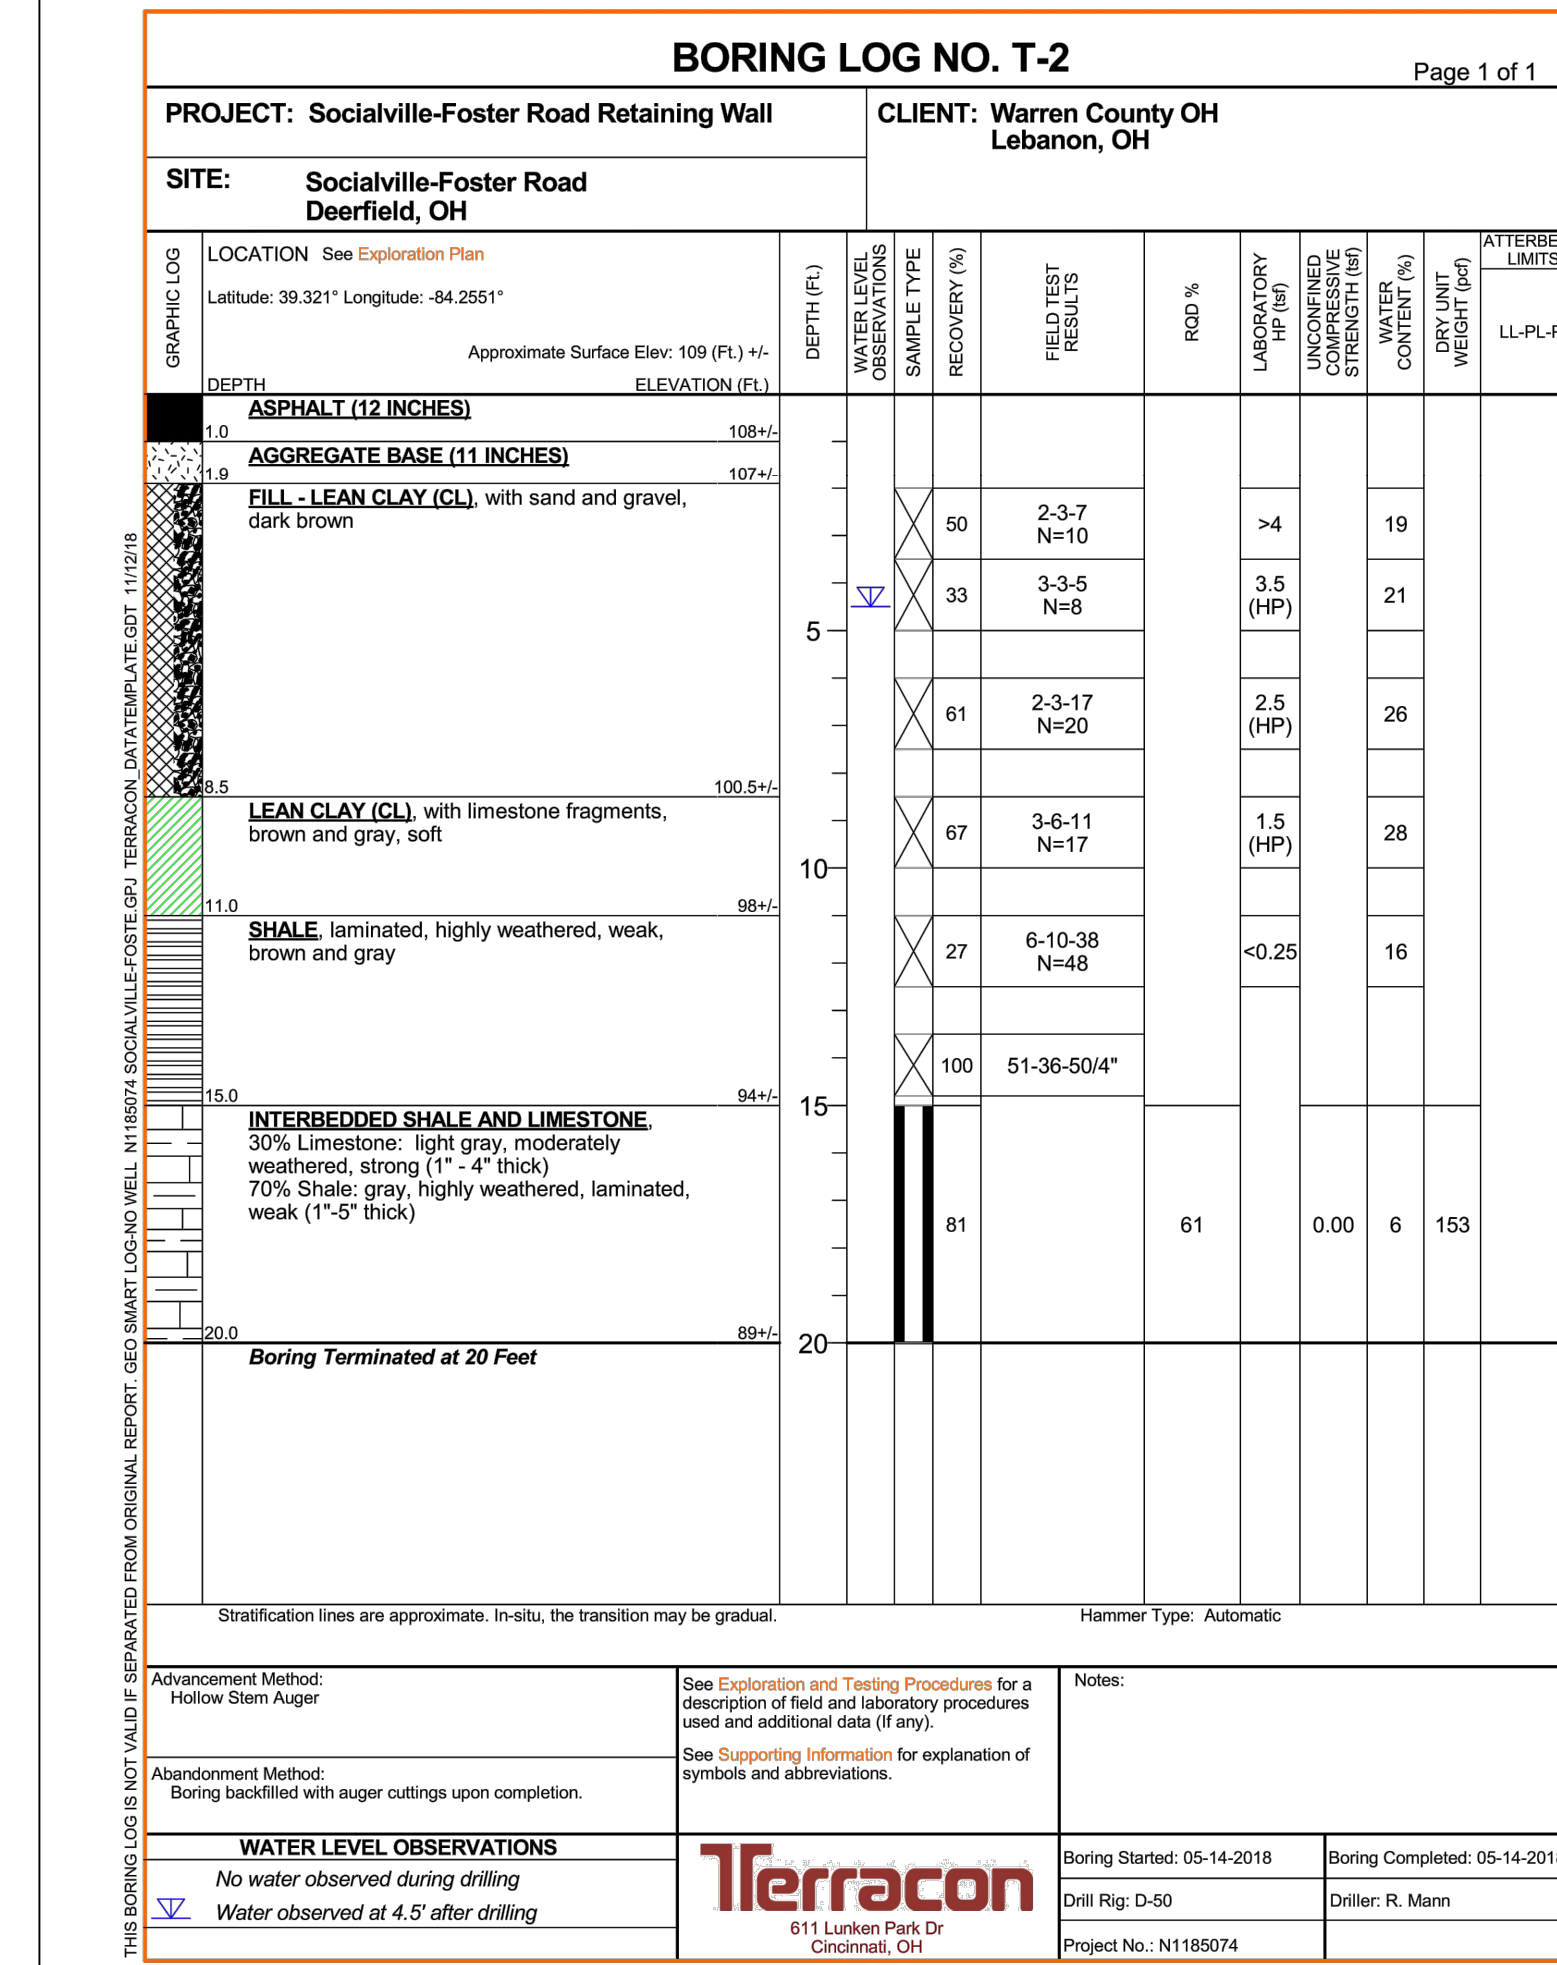 BORING LOG NO. T-2
Page 1 of 1
PROJECT: Socialville-Foster Road Retaining Wall
CLIENT: Warren County OH
Lebanon, OH
SITE: Socialville-Foster Road
Deerfield, OH
GRAPHIC LOG
LOCATION See Exploration Plan
Latitude: 39.321° Longitude: -84.2551°
Approximate Surface Elev: 109 (Ft.) +/-
DEPTH ELEVATION (Ft.)
DEPTH (Ft.)
WATER LEVEL
OBSERVATIONS
SAMPLE TYPE
RECOVERY (%)
FIELD TEST
RESULTS
RQD %
LABORATORY
HP (tsf)
UNCONFINED
COMPRESSIVE
STRENGTH (tsf)
WATER
CONTENT (%)
DRY UNIT
WEIGHT (pcf)
ATTERBE
LIMITS
LL-PL-P
ASPHALT (12 INCHES)
1.0 108+/-
AGGREGATE BASE (11 INCHES)
1.9 107+/-
FILL - LEAN CLAY (CL), with sand and gravel,
dark brown
50
2-3-7
N=10
>4
19
33
3-3-5
N=8
3.5
(HP)
21
5
61
2-3-17
N=20
2.5
(HP)
26
8.5 100.5+/-
LEAN CLAY (CL), with limestone fragments,
brown and gray, soft
67
3-6-11
N=17
1.5
(HP)
28
10
11.0 98+/-
SHALE, laminated, highly weathered, weak,
brown and gray
27
6-10-38
N=48
<0.25
16
100
51-36-50/4"
15.0 94+/-
15
INTERBEDDED SHALE AND LIMESTONE,
30% Limestone: light gray, moderately
weathered, strong (1" - 4" thick)
70% Shale: gray, highly weathered, laminated,
weak (1"-5" thick)
81
61
0.00
6
153
20.0 89+/-
20
Boring Terminated at 20 Feet
Stratification lines are approximate. In-situ, the transition may be gradual.
Hammer Type: Automatic
Advancement Method:
Hollow Stem Auger
Abandonment Method:
Boring backfilled with auger cuttings upon completion.
See Exploration and Testing Procedures for a
description of field and laboratory procedures
used and additional data (If any).
See Supporting Information for explanation of
symbols and abbreviations.
Notes:
WATER LEVEL OBSERVATIONS
No water observed during drilling
Water observed at 4.5' after drilling
Terracon
611 Lunken Park Dr
Cincinnati, OH
Boring Started: 05-14-2018
Boring Completed: 05-14-2018
Drill Rig: D-50
Driller: R. Mann
Project No.: N1185074
THIS BORING LOG IS NOT VALID IF SEPARATED FROM ORIGINAL REPORT. GEO SMART LOG-NO WELL N1185074 SOCIALVILLE-FOSTE.GPJ TERRACON_DATATEMPLATE.GDT 11/12/18